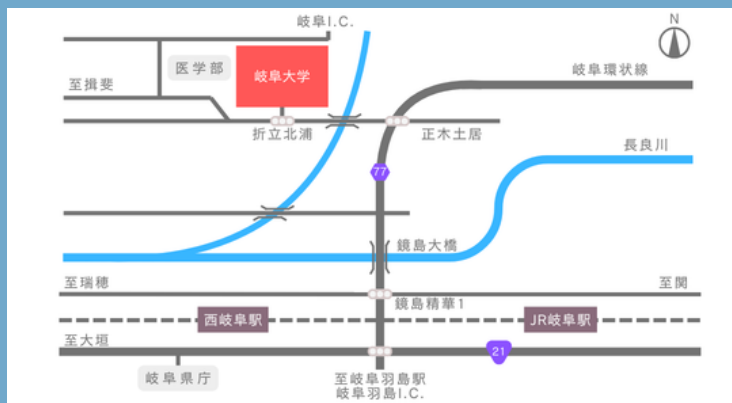 岐阜I.C.
N
医学部
岐阜大学
岐阜環状線
至揖斐
折立北浦
正木土居
長良川
77
鏡島大橋
至瑞穂
至関
鏡島精華1
西岐阜駅
JR岐阜駅
至大垣
21
岐阜県庁
至岐阜羽島駅
岐阜羽島I.C.